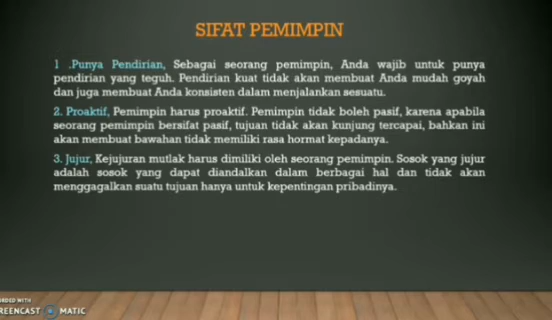 SIFAT PEMIMPIN
1 .Punya Pendirian, Sebagai seorang pemimpin, Anda wajib untuk punya
pendirian yang teguh. Pendirian kuat tidak akan membuat Anda mudah goyah
dan juga membuat Anda konsisten dalam menjalankan sesuatu.
2. Proaktif, Pemimpin harus proaktif. Pemimpin tidak boleh pasif, karena apabila
seorang pemimpin bersifat pasif, tujuan tidak akan kunjung tercapai, bahkan ini
akan membuat bawahan tidak memiliki rasa hormat kepadanya.
3. Jujur, Kejujuran mutlak harus dimiliki oleh seorang pemimpin. Sosok yang jujur
adalah sosok yang dapat diandalkan dalam berbagai hal dan tidak akan
menggagalkan suatu tujuan hanya untuk kepentingan pribadinya.
ORDED WITH
REENCAST MATIC